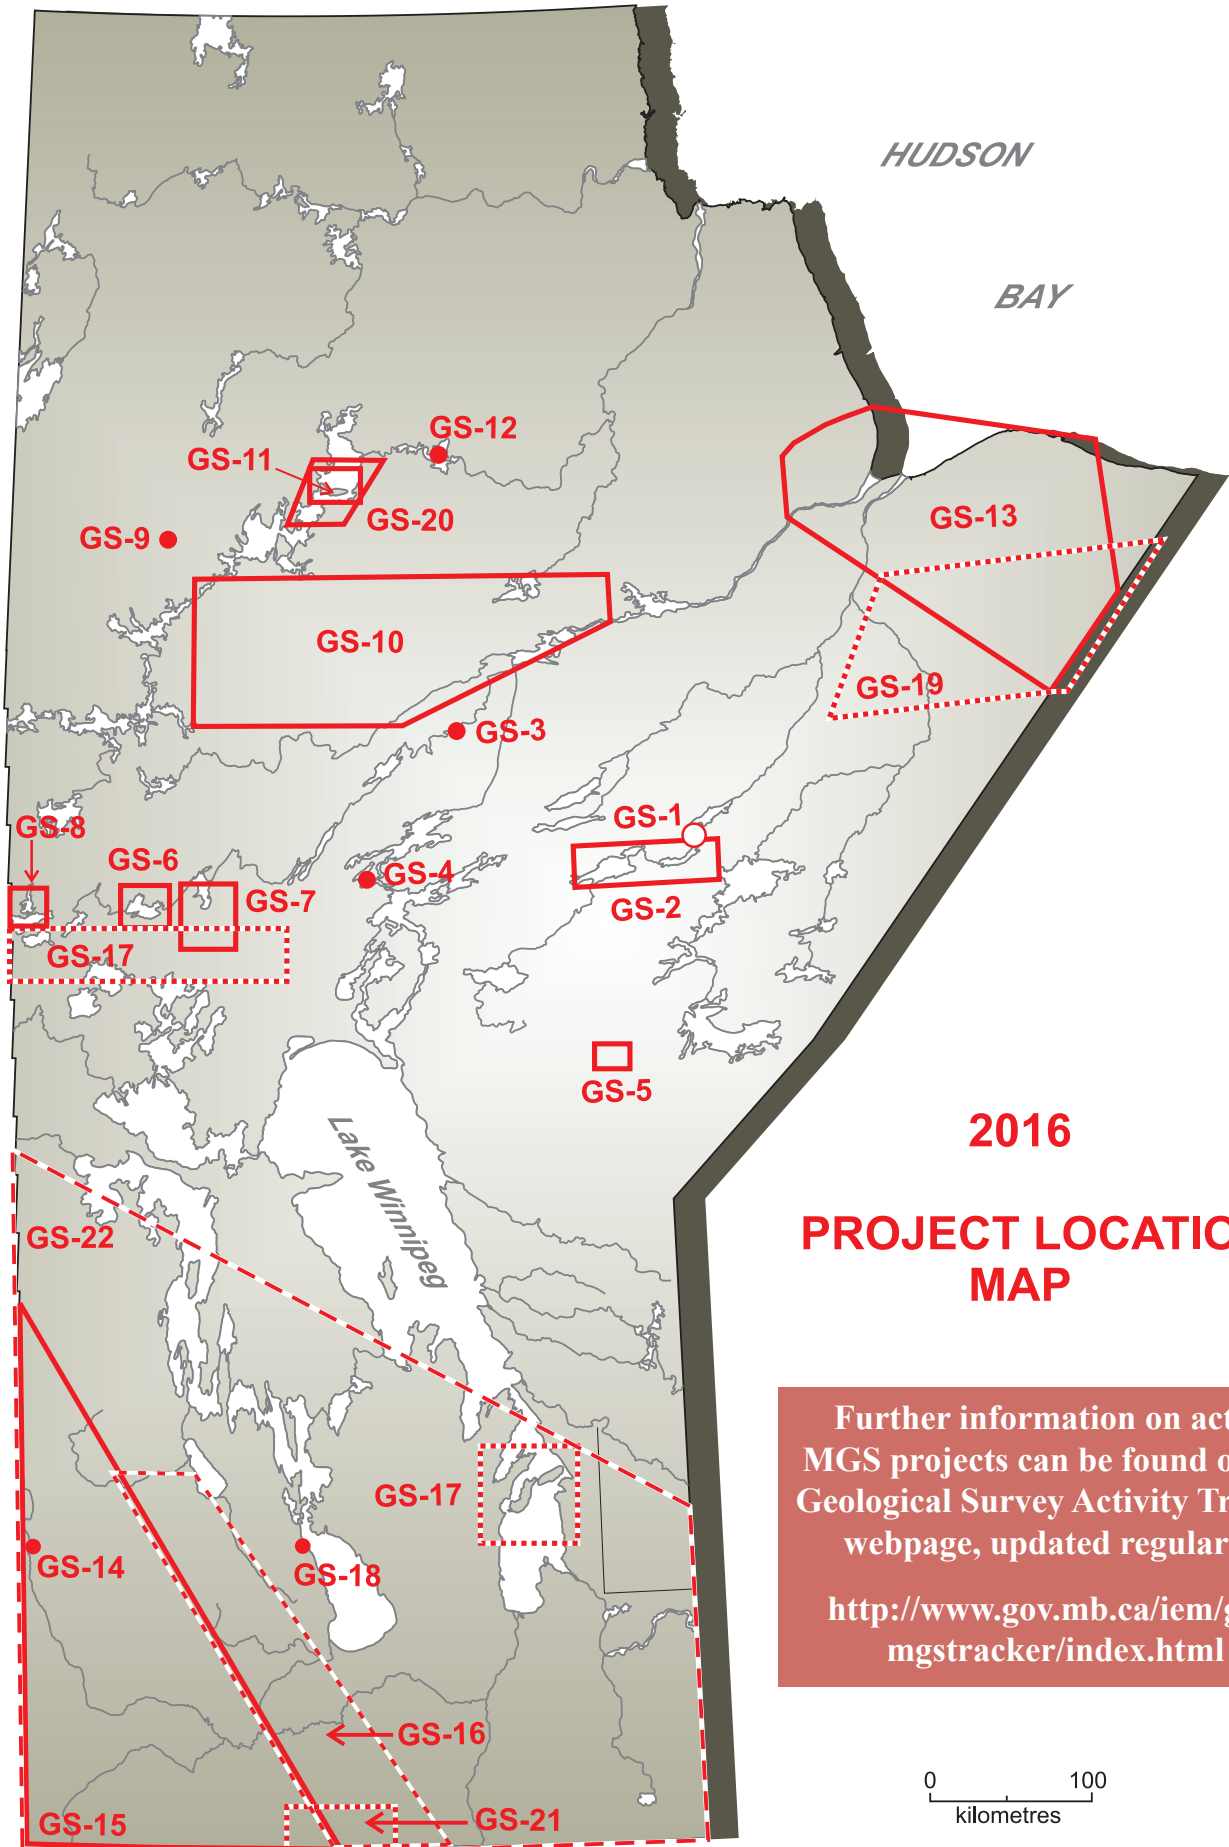 HUDSON
BAY
GS-12
GS-11
GS-20
GS-9
GS-13
GS-10
GS-19
GS-3
GS-1
GS-8
GS-6
GS-4
GS-7
GS-2
GS-17
GS-5
Lake Winnipeg
2016
PROJECT LOCATIO
MAP
GS-22
GS-17
GS-14
GS-18
GS-16
GS-15
GS-21
Further information on act
MGS projects can be found o
Geological Survey Activity Tr
webpage, updated regular
http://www.gov.mb.ca/iem/g
mgstracker/index.html
0 100
kilometres